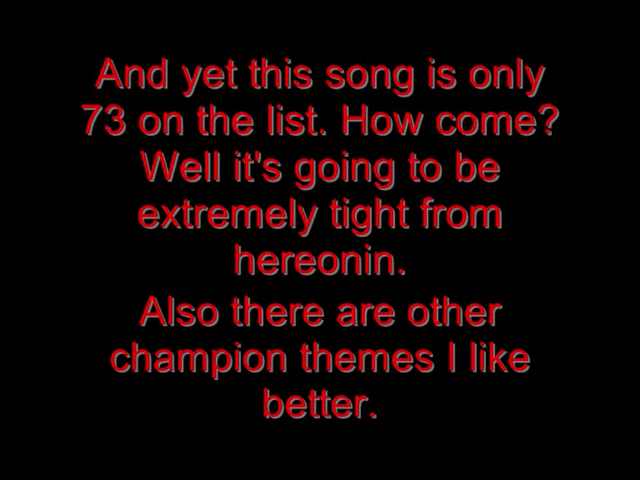 And yet this song is only
73 on the list. How come?
Well it's going to be
extremely tight from
hereonin.
Also there are other
champion themes I like
better.